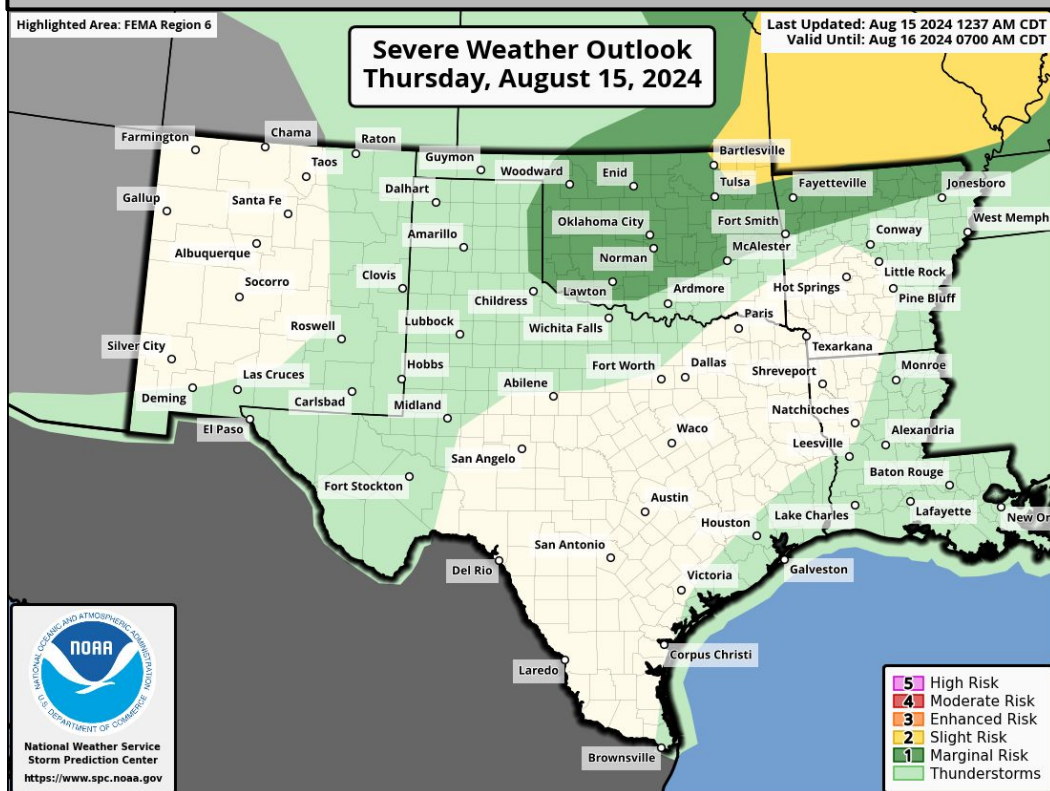 Highlighted Area: FEMA Region 6
Severe Weather Outlook
Thursday, August 15, 2024
Last Updated: Aug 15 2024 1237 AM CDT
Valid Until: Aug 16 2024 0700 AM CDT
Farmington
Chama
Raton
Taos
Guymon
Woodward
Enid
Bartlesville
Tulsa
Fayetteville
Jonesboro
Gallup
Santa Fe
Dalhart
Oklahoma City
Fort Smith
West Memph
Albuquerque
Amarillo
Norman
McAlester
Conway
Socorro
Clovis
Childress
Lawton
Ardmore
Hot Springs
Little Rock
Pine Bluff
Roswell
Lubbock
Wichita Falls
Paris
Texarkana
Silver City
Las Cruces
Hobbs
Fort Worth
Dallas
Shreveport
Monroe
Deming
Carlsbad
Midland
Abilene
Natchitoches
El Paso
San Angelo
Waco
Leesville
Alexandria
Fort Stockton
Austin
Houston
Lake Charles
Baton Rouge
Lafayette
New Or
Del Rio
San Antonio
Victoria
Galveston
Laredo
Corpus Christi
Brownsville
NATIONAL OCEANIC AND ATMOSPHERIC ADMINISTRATION
NOAA
U.S. DEPARTMENT OF COMMERCE
National Weather Service
Storm Prediction Center
https://www.spc.noaa.gov
5 High Risk
4 Moderate Risk
3 Enhanced Risk
2 Slight Risk
1 Marginal Risk
Thunderstorms